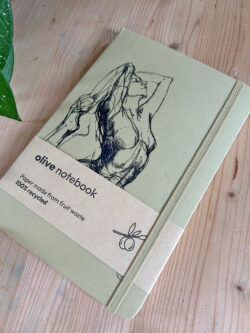 olive notebook
Paper made from fruit waste
100% recycled